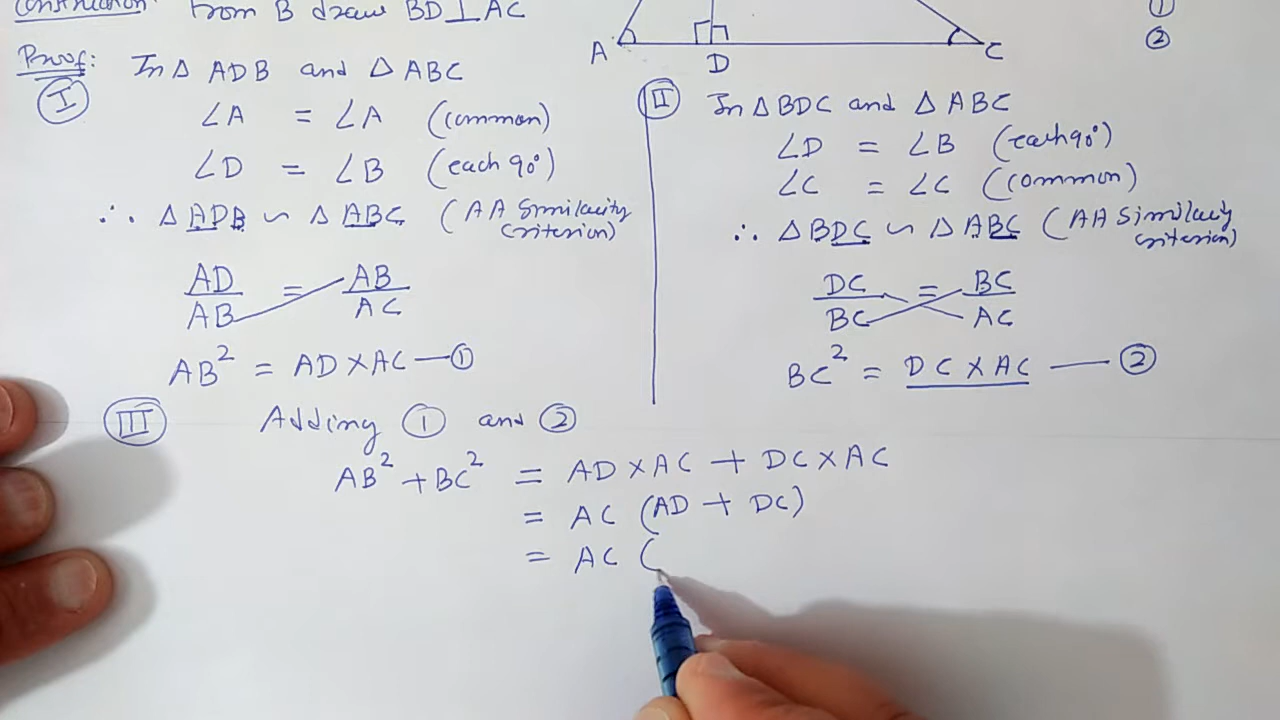 from B draw BD⊥AC
①
②
A
D
C
Proof: In △ ADB and △ ABC
Ⓘ
∠A = ∠A (common)
∠D = ∠B (each 90°)
∴ △ ADB ∽ △ ABC (AA Similarity criterion)
AD/AB = AB/AC
AB² = AD×AC —①
Ⓘⓘ In △BDC and △ABC
∠D = ∠B (each 90°)
∠C = ∠C (common)
∴ △BDC ∽ △ABC (AA Similarity criterion)
DC/BC = BC/AC
BC² = DC×AC —②
III Adding ① and ②
AB² + BC² = AD×AC + DC×AC
= AC (AD + DC)
= AC (